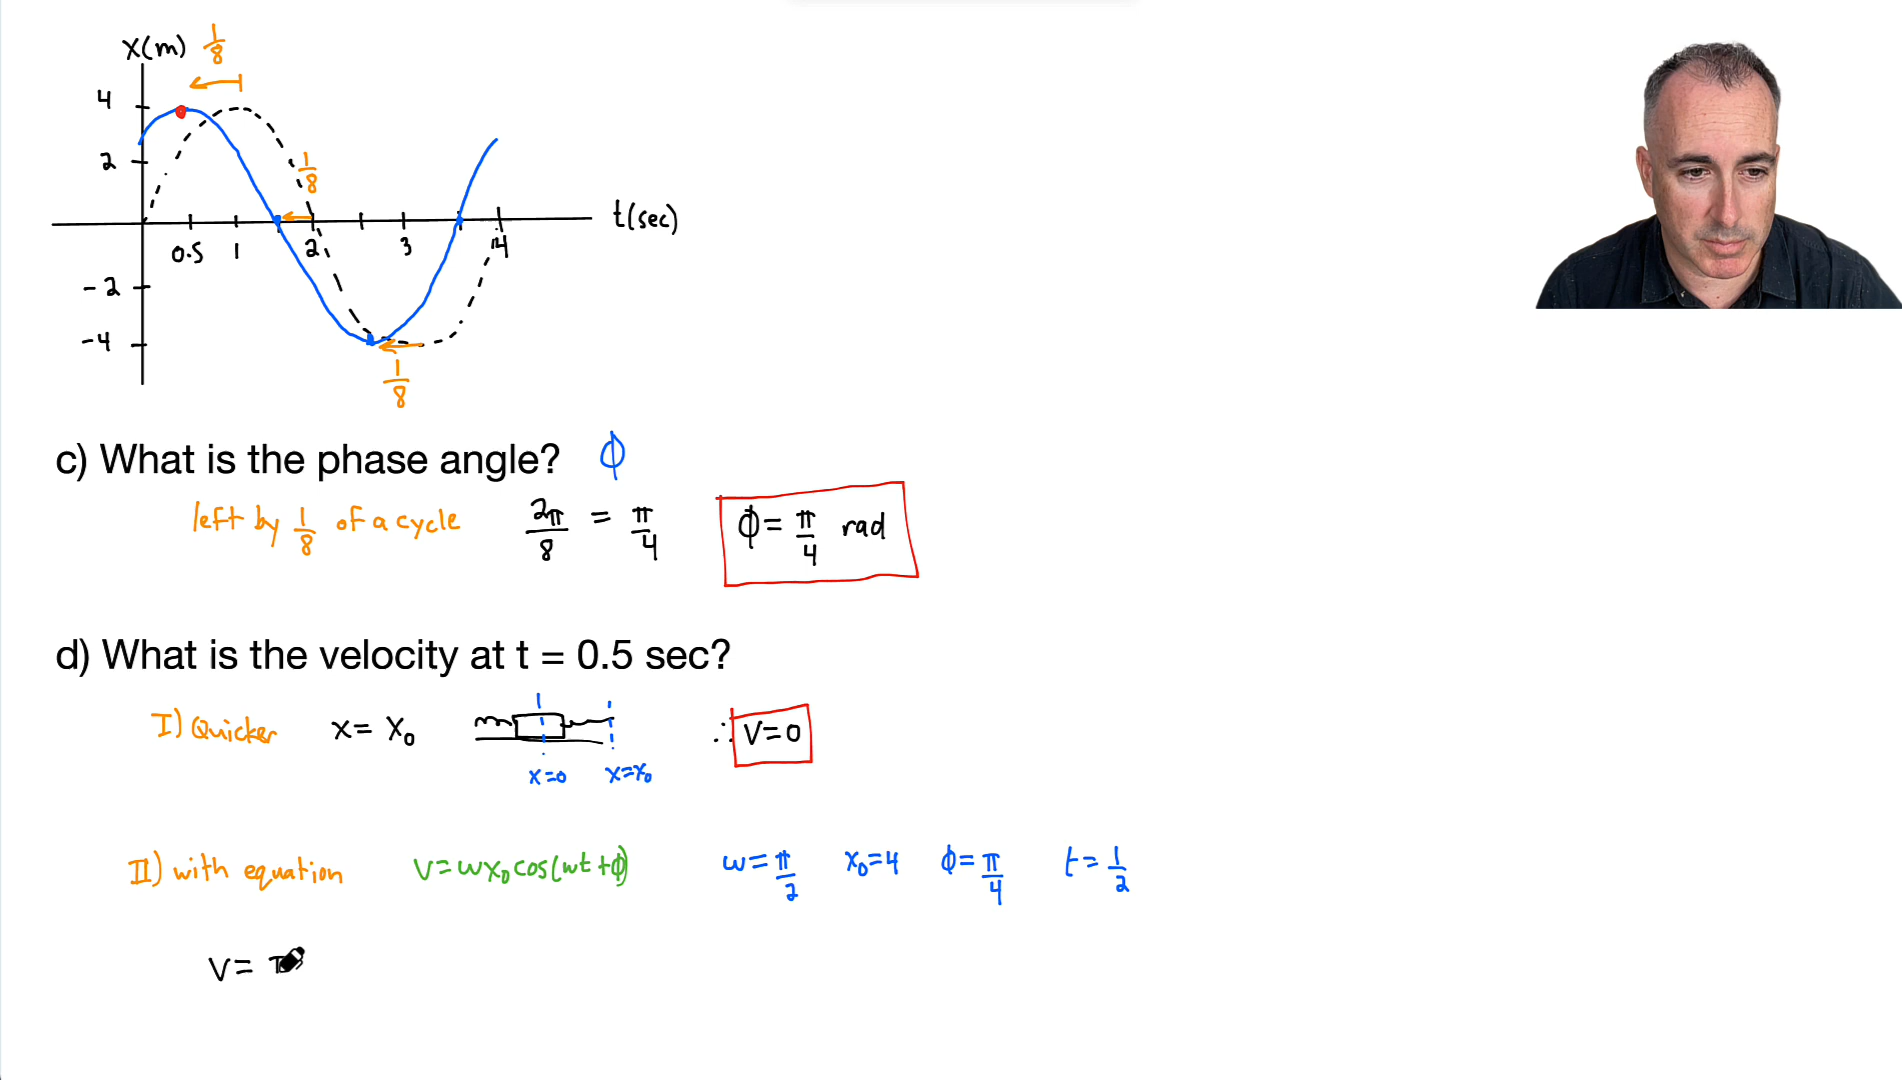 x(m) 1/8
4
2
1/8
t(sec)
0.5 1 2 3 4
-2
-4
1/8
c) What is the phase angle? ϕ
left by 1/8 of a cycle 2π/8 = π/4 ϕ= π/4 rad
d) What is the velocity at t = 0.5 sec?
I) Quicker x= x₀ ∴ V=0
x=0 x=x₀
II) with equation V=ωx₀cos(ωt+ϕ) ω=π/2 x₀=4 ϕ=π/4 t=1/2
V=